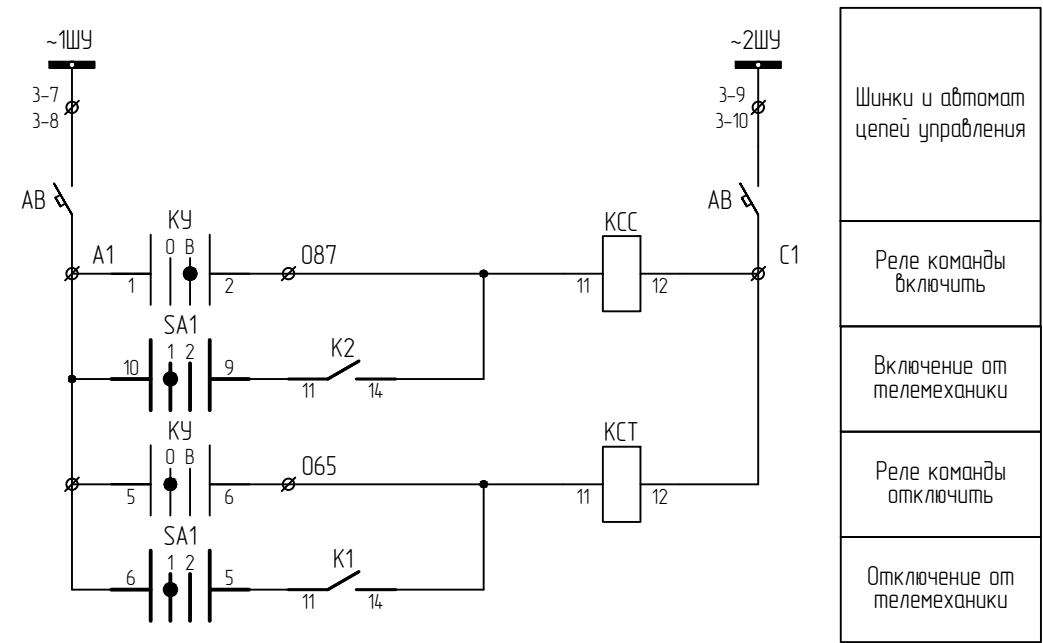 ~1ШУ
~2ШУ
3-7
3-8
3-9
3-10
Шинки и автомат
цепей управления
АВ
АВ
КУ
О В
А1
1
2
087
КСС
11
12
С1
Реле команды
включить
SA1
1 2
10
9
К2
11
14
Включение от
телемеханики
КУ
О В
5
6
065
КСТ
11
12
Реле команды
отключить
SA1
1 2
6
5
К1
11
14
Отключение от
телемеханики